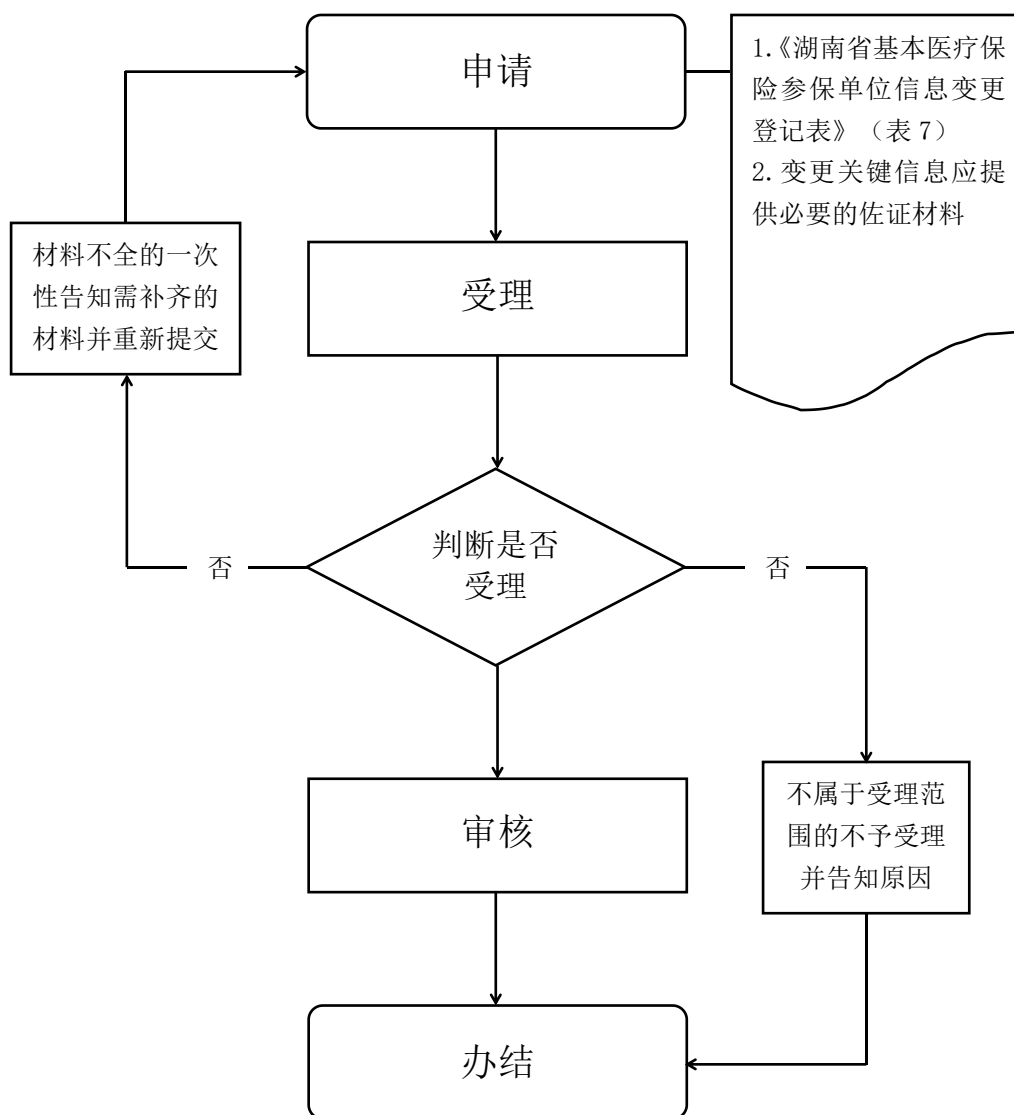 申请
1.《湖南省基本医疗保
险参保单位信息变更
登记表》（表 7）
2. 变更关键信息应提
供必要的佐证材料
材料不全的一次
性告知需补齐的
材料并重新提交
受理
判断是否
受理
否
否
审核
不属于受理范
围的不予受理
并告知原因
办结